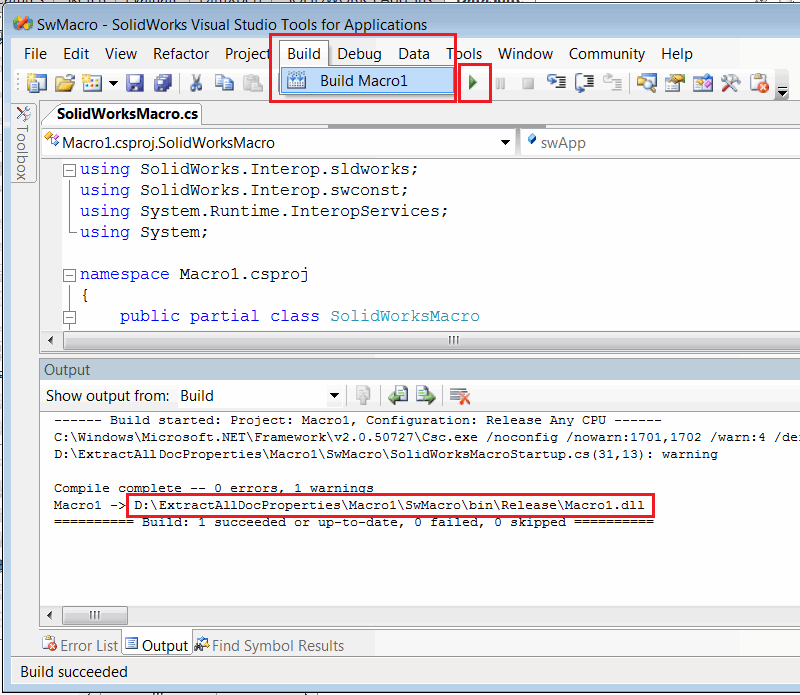 SwMacro - SolidWorks Visual Studio Tools for Applications
File Edit View Refactor Project Build Debug Data Tools Window Community Help
Build Macro1
Toolbox
SolidWorksMacro.cs
Macro1.csproj.SolidWorksMacro swApp
using SolidWorks.Interop.sldworks;
using SolidWorks.Interop.swconst;
using System.Runtime.InteropServices;
using System;
namespace Macro1.csproj
{
public partial class SolidWorksMacro
Output
Show output from: Build
------ Build started: Project: Macro1, Configuration: Release Any CPU ------
C:\Windows\Microsoft.NET\Framework\v2.0.50727\Csc.exe /noconfig /nowarn:1701,1702 /warn:4 /de
D:\ExtractAllDocProperties\Macro1\SwMacro\SolidWorksMacroStartup.cs(31,13): warning
Compile complete -- 0 errors, 1 warnings
Macro1 -> D:\ExtractAllDocProperties\Macro1\SwMacro\bin\Release\Macro1.dll
========== Build: 1 succeeded or up-to-date, 0 failed, 0 skipped ==========
Error List Output Find Symbol Results
Build succeeded